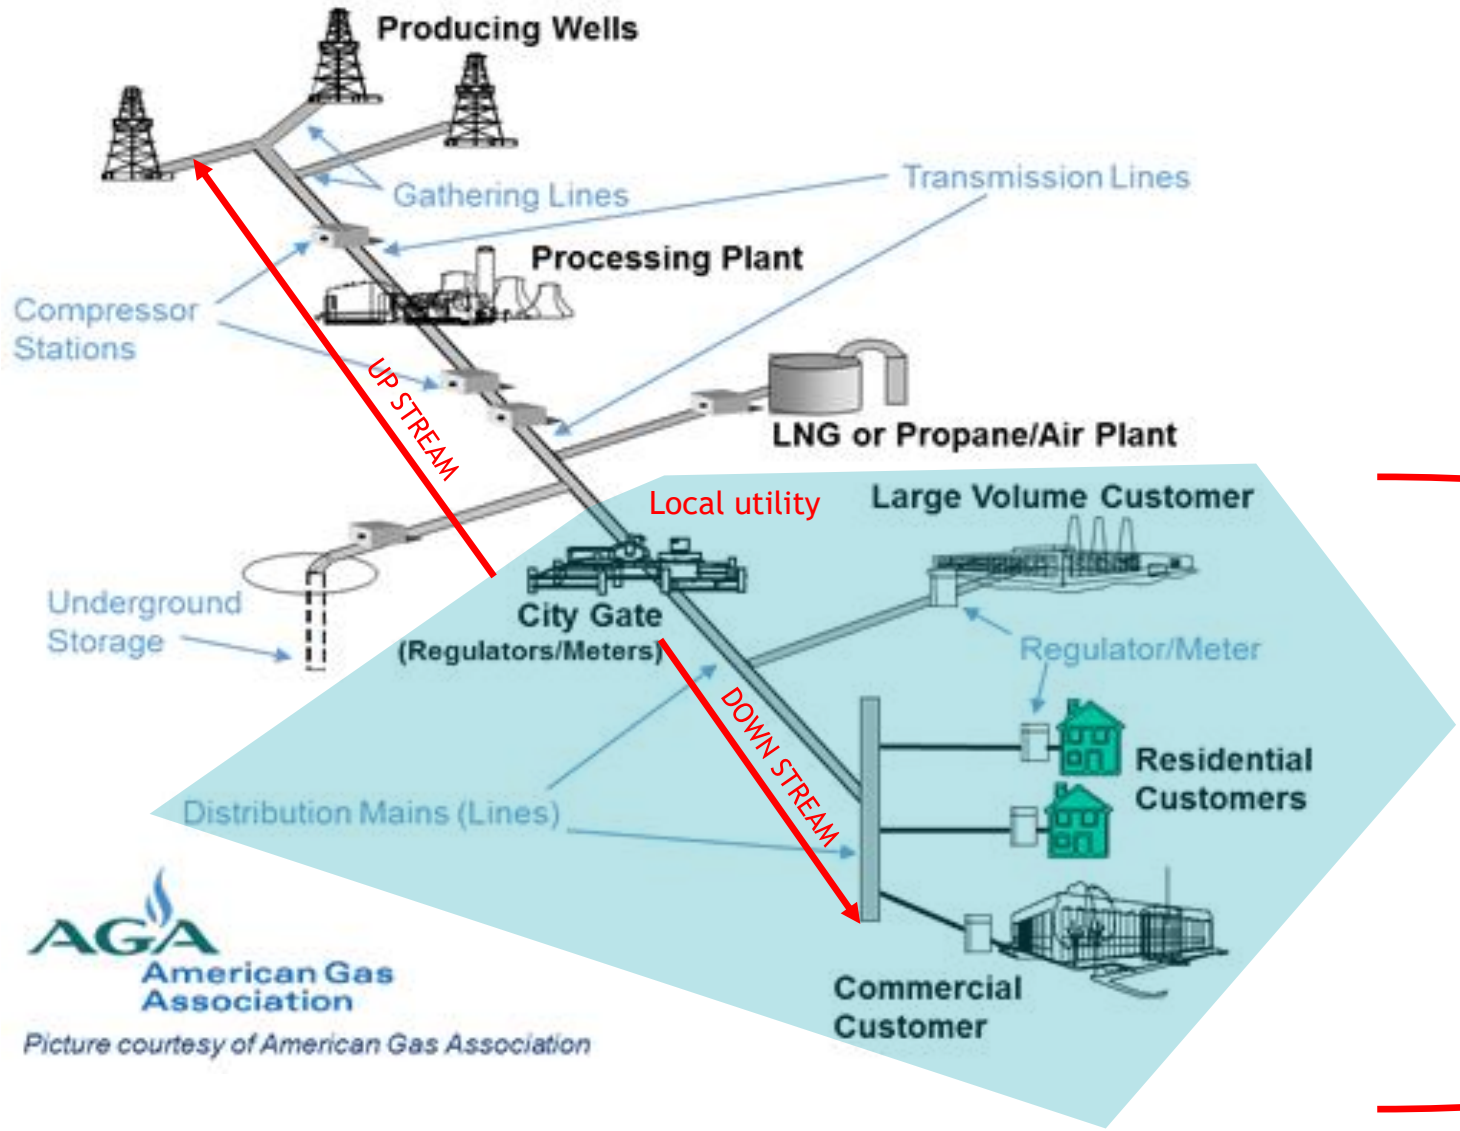 Producing Wells
Gathering Lines
Transmission Lines
Processing Plant
Compressor
Stations
UP STREAM
LNG or Propane/Air Plant
Local utility
Large Volume Customer
Underground
Storage
City Gate
(Regulators/Meters)
Regulator/Meter
DOWN STREAM
Residential
Customers
Distribution Mains (Lines)
AGA
American Gas
Association
Commercial
Customer
Picture courtesy of American Gas Association